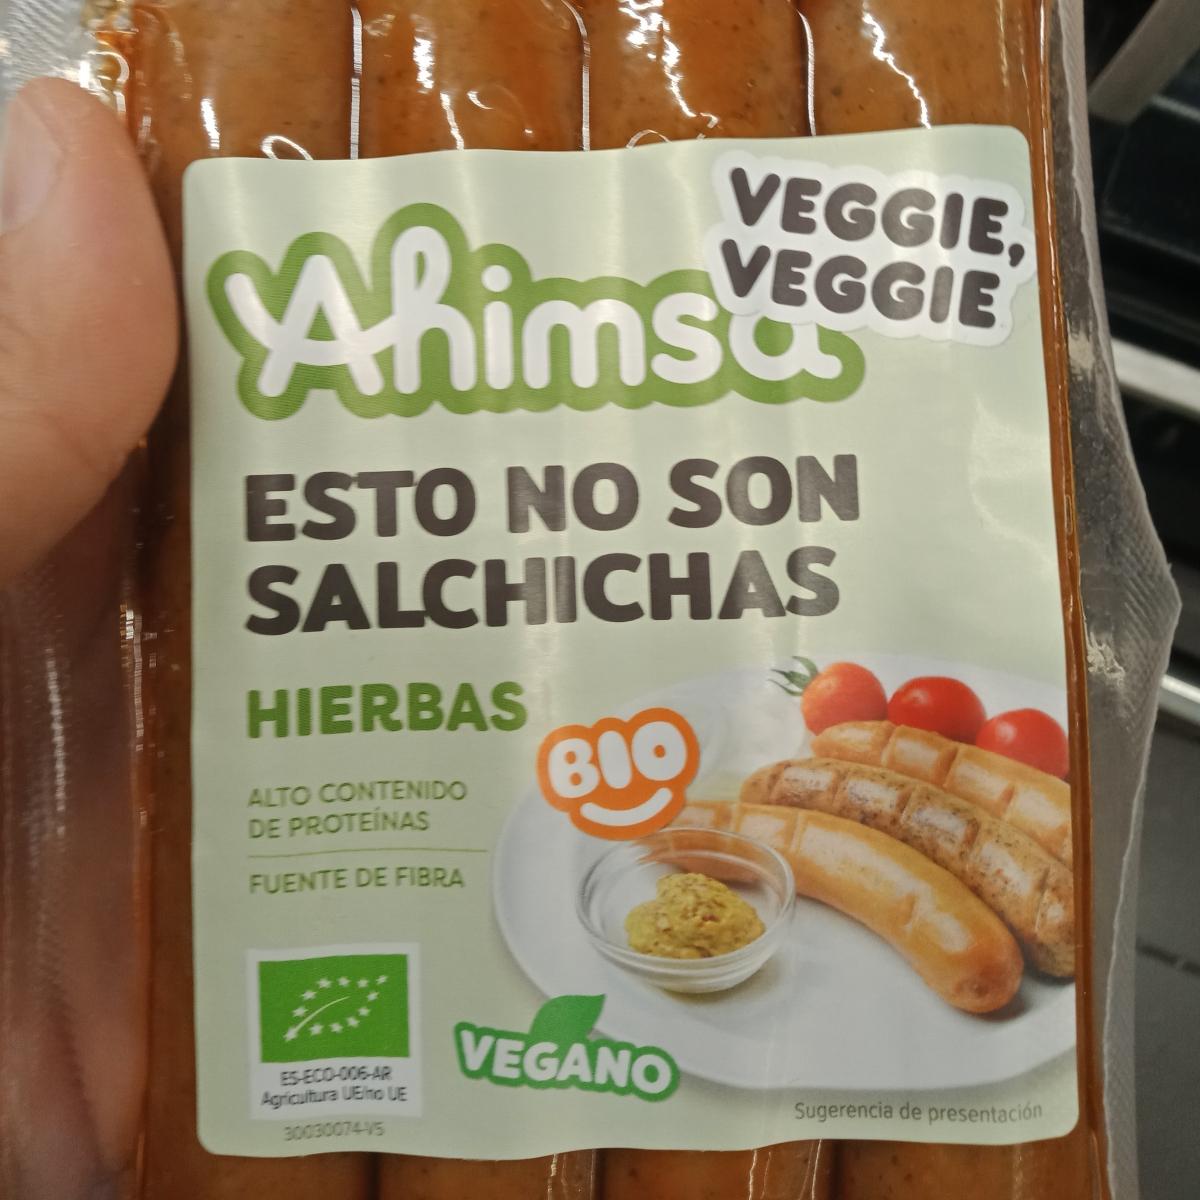 VEGGIE,
VEGGIE
Ahimsa
ESTO NO SON
SALCHICHAS
HIERBAS
BIO
ALTO CONTENIDO
DE PROTEÍNAS
FUENTE DE FIBRA
ES-ECO-006-AR
Agricultura UE/no UE
30030074-V5
VEGANO
Sugerencia de presentación